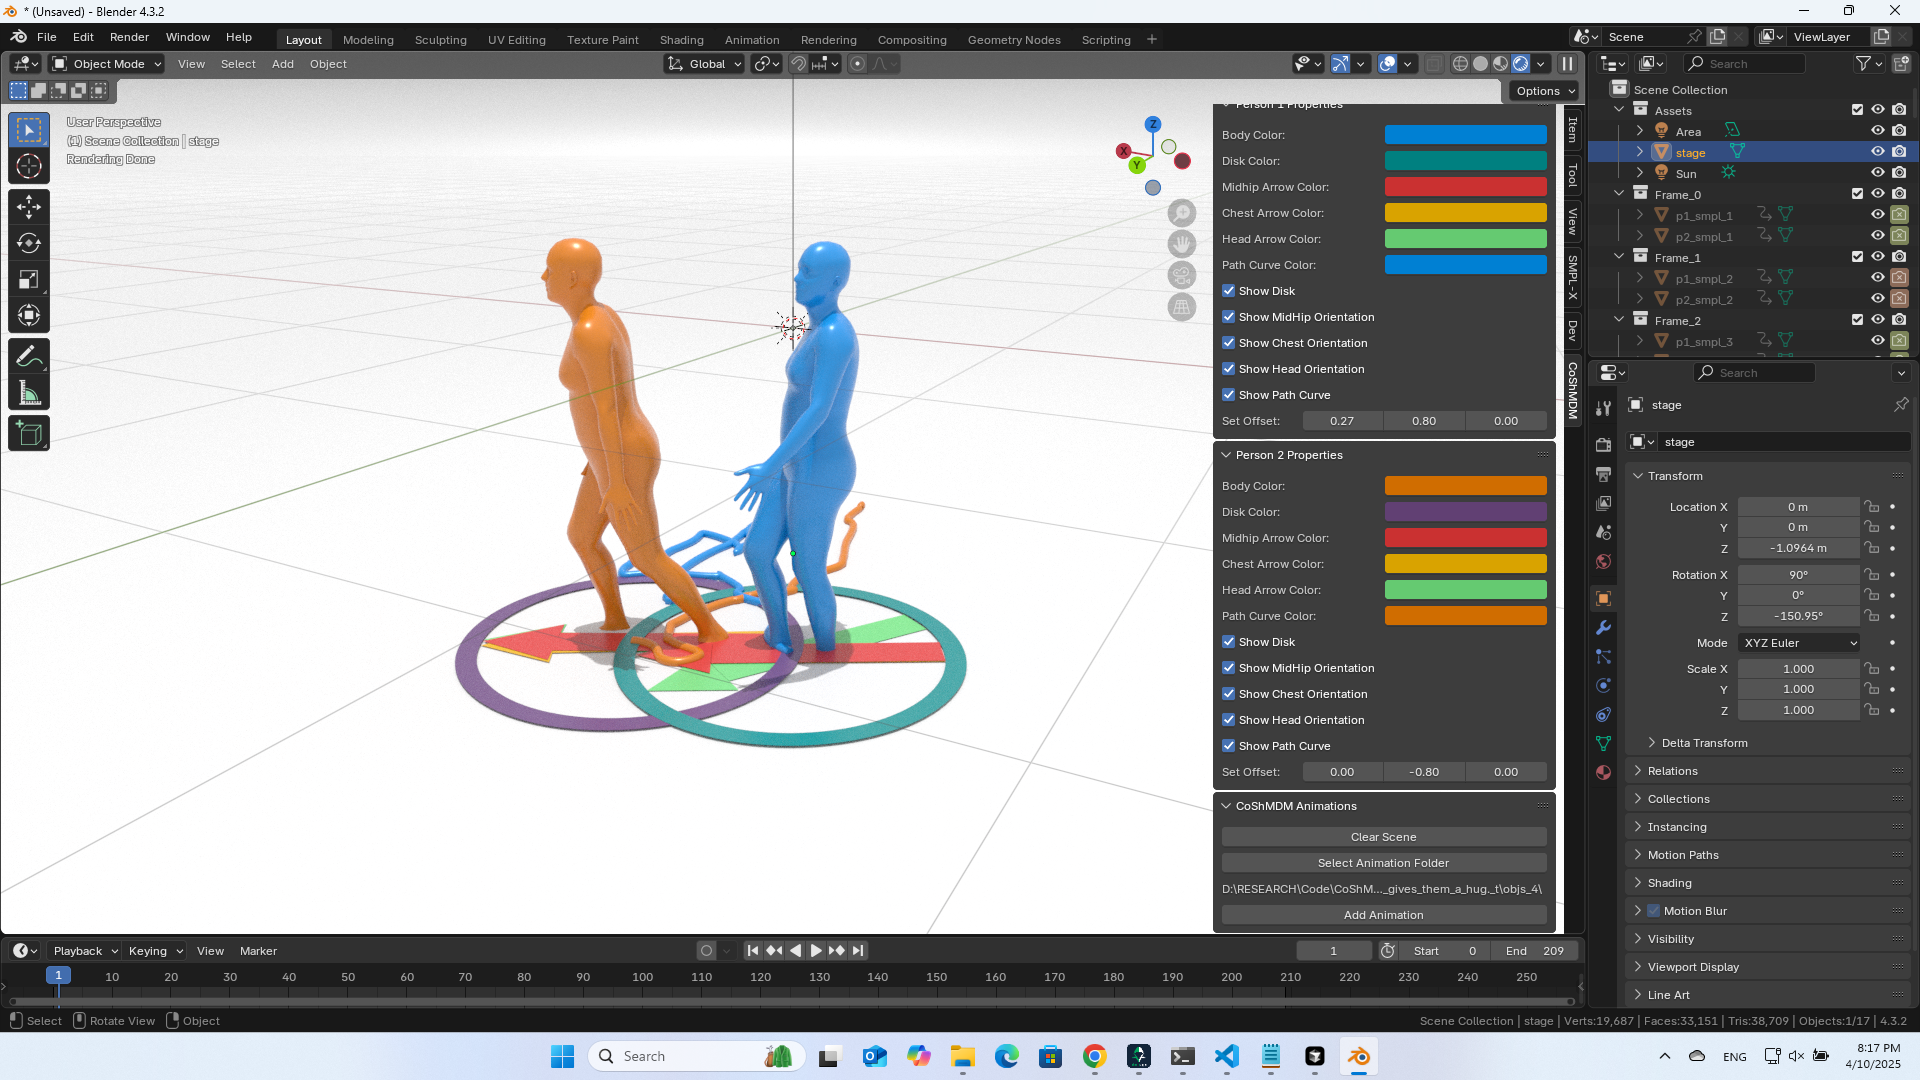 * (Unsaved) - Blender 4.3.2
File Edit Render Window Help
Layout Modeling Sculpting UV Editing Texture Paint Shading Animation Rendering Compositing Geometry Nodes Scripting +
Scene
ViewLayer
Object Mode View Select Add Object
Global
Search
Options
User Perspective
(1) Scene Collection | stage
Rendering Done
Z
X
Y
Person 1 Properties
Body Color:
Disk Color:
Midhip Arrow Color:
Chest Arrow Color:
Head Arrow Color:
Path Curve Color:
Show Disk
Show MidHip Orientation
Show Chest Orientation
Show Head Orientation
Show Path Curve
Set Offset: 0.27 0.80 0.00
Person 2 Properties
Body Color:
Disk Color:
Midhip Arrow Color:
Chest Arrow Color:
Head Arrow Color:
Path Curve Color:
Show Disk
Show MidHip Orientation
Show Chest Orientation
Show Head Orientation
Show Path Curve
Set Offset: 0.00 -0.80 0.00
CoShMDM Animations
Clear Scene
Select Animation Folder
D:\RESEARCH\Code\CoShM..._gives_them_a_hug._t\objs_4\
Add Animation
Item
Tool
View
SMPL-X
Dev
CoShMDM
Scene Collection
Assets
Area
stage
Sun
Frame_0
p1_smpl_1
p2_smpl_1
Frame_1
p1_smpl_2
p2_smpl_2
Frame_2
p1_smpl_3
Search
stage
stage
Transform
Location X 0 m
Y 0 m
Z -1.0964 m
Rotation X 90°
Y 0°
Z -150.95°
Mode XYZ Euler
Scale X 1.000
Y 1.000
Z 1.000
Delta Transform
Relations
Collections
Instancing
Motion Paths
Shading
Motion Blur
Visibility
Viewport Display
Line Art
Playback Keying View Marker
1 Start 0 End 209
1 10 20 30 40 50 60 70 80 90 100 110 120 130 140 150 160 170 180 190 200 210 220 230 240 250
Select Rotate View Object
Scene Collection | stage | Verts:19,687 | Faces:33,151 | Tris:38,709 | Objects:1/17 | 4.3.2
Search
ENG
8:17 PM
4/10/2025